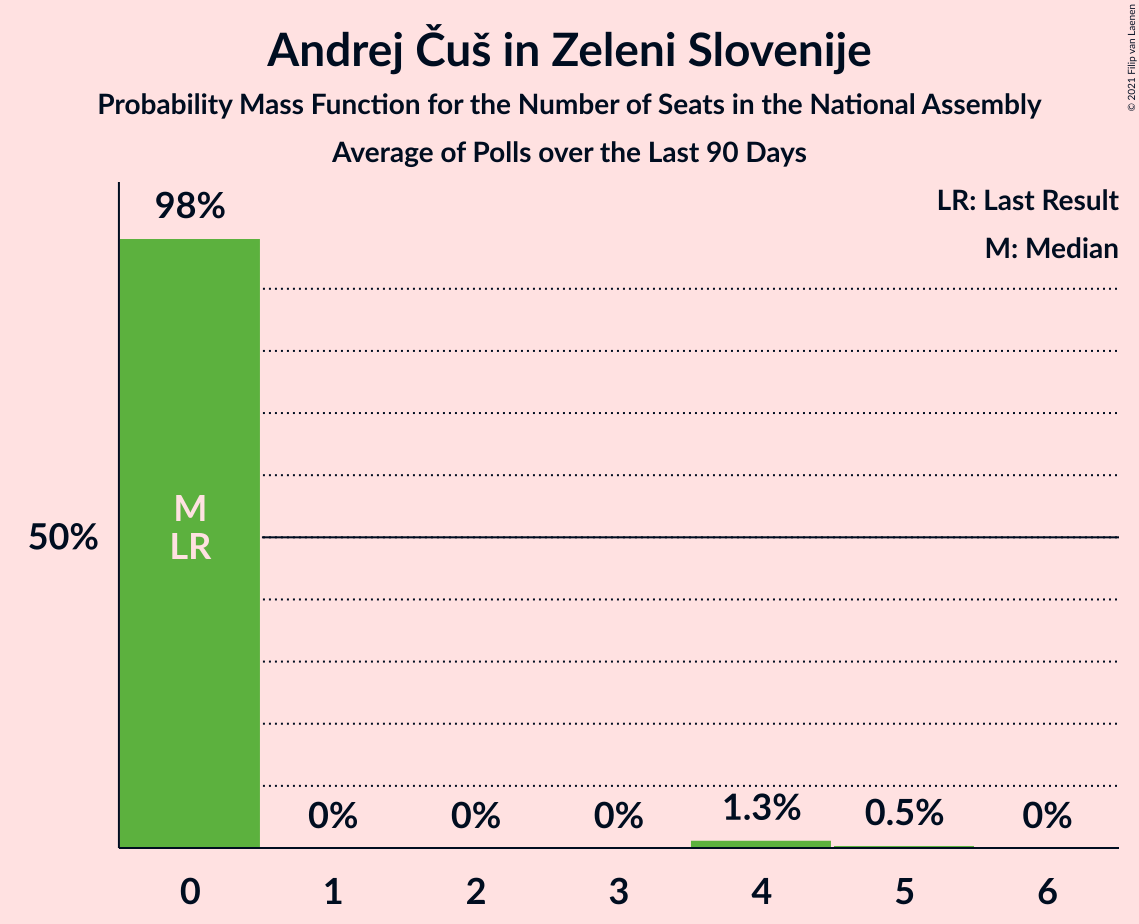 Andrej Čuš in Zeleni Slovenije
Probability Mass Function for the Number of Seats in the National Assembly
Average of Polls over the Last 90 Days
© 2021 Filip van Laenen
LR: Last Result
M: Median
98%
M
LR
50%
0%
0%
0%
1.3%
0.5%
0%
0
1
2
3
4
5
6